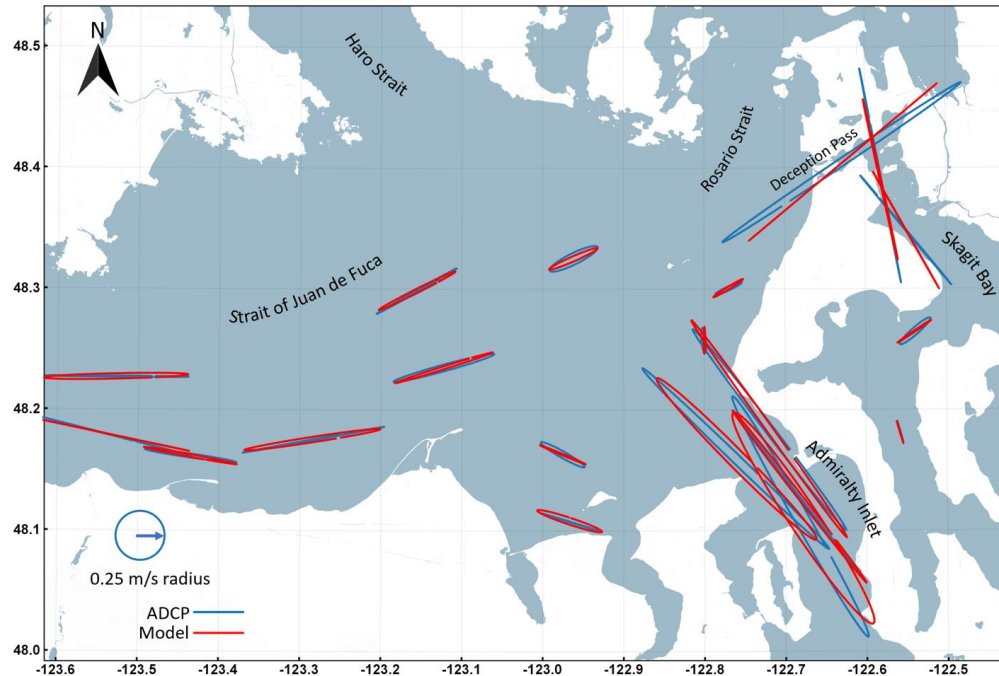 48.5
48.4
48.3
48.2
48.1
48.0
N
Haro Strait
Rosario Strait
Deception Pass
Skagit Bay
Strait of Juan de Fuca
Admiralty Inlet
0.25 m/s radius
ADCP
Model
-123.6
-123.5
-123.4
-123.3
-123.2
-123.1
-123.0
-122.9
-122.8
-122.7
-122.6
-122.5